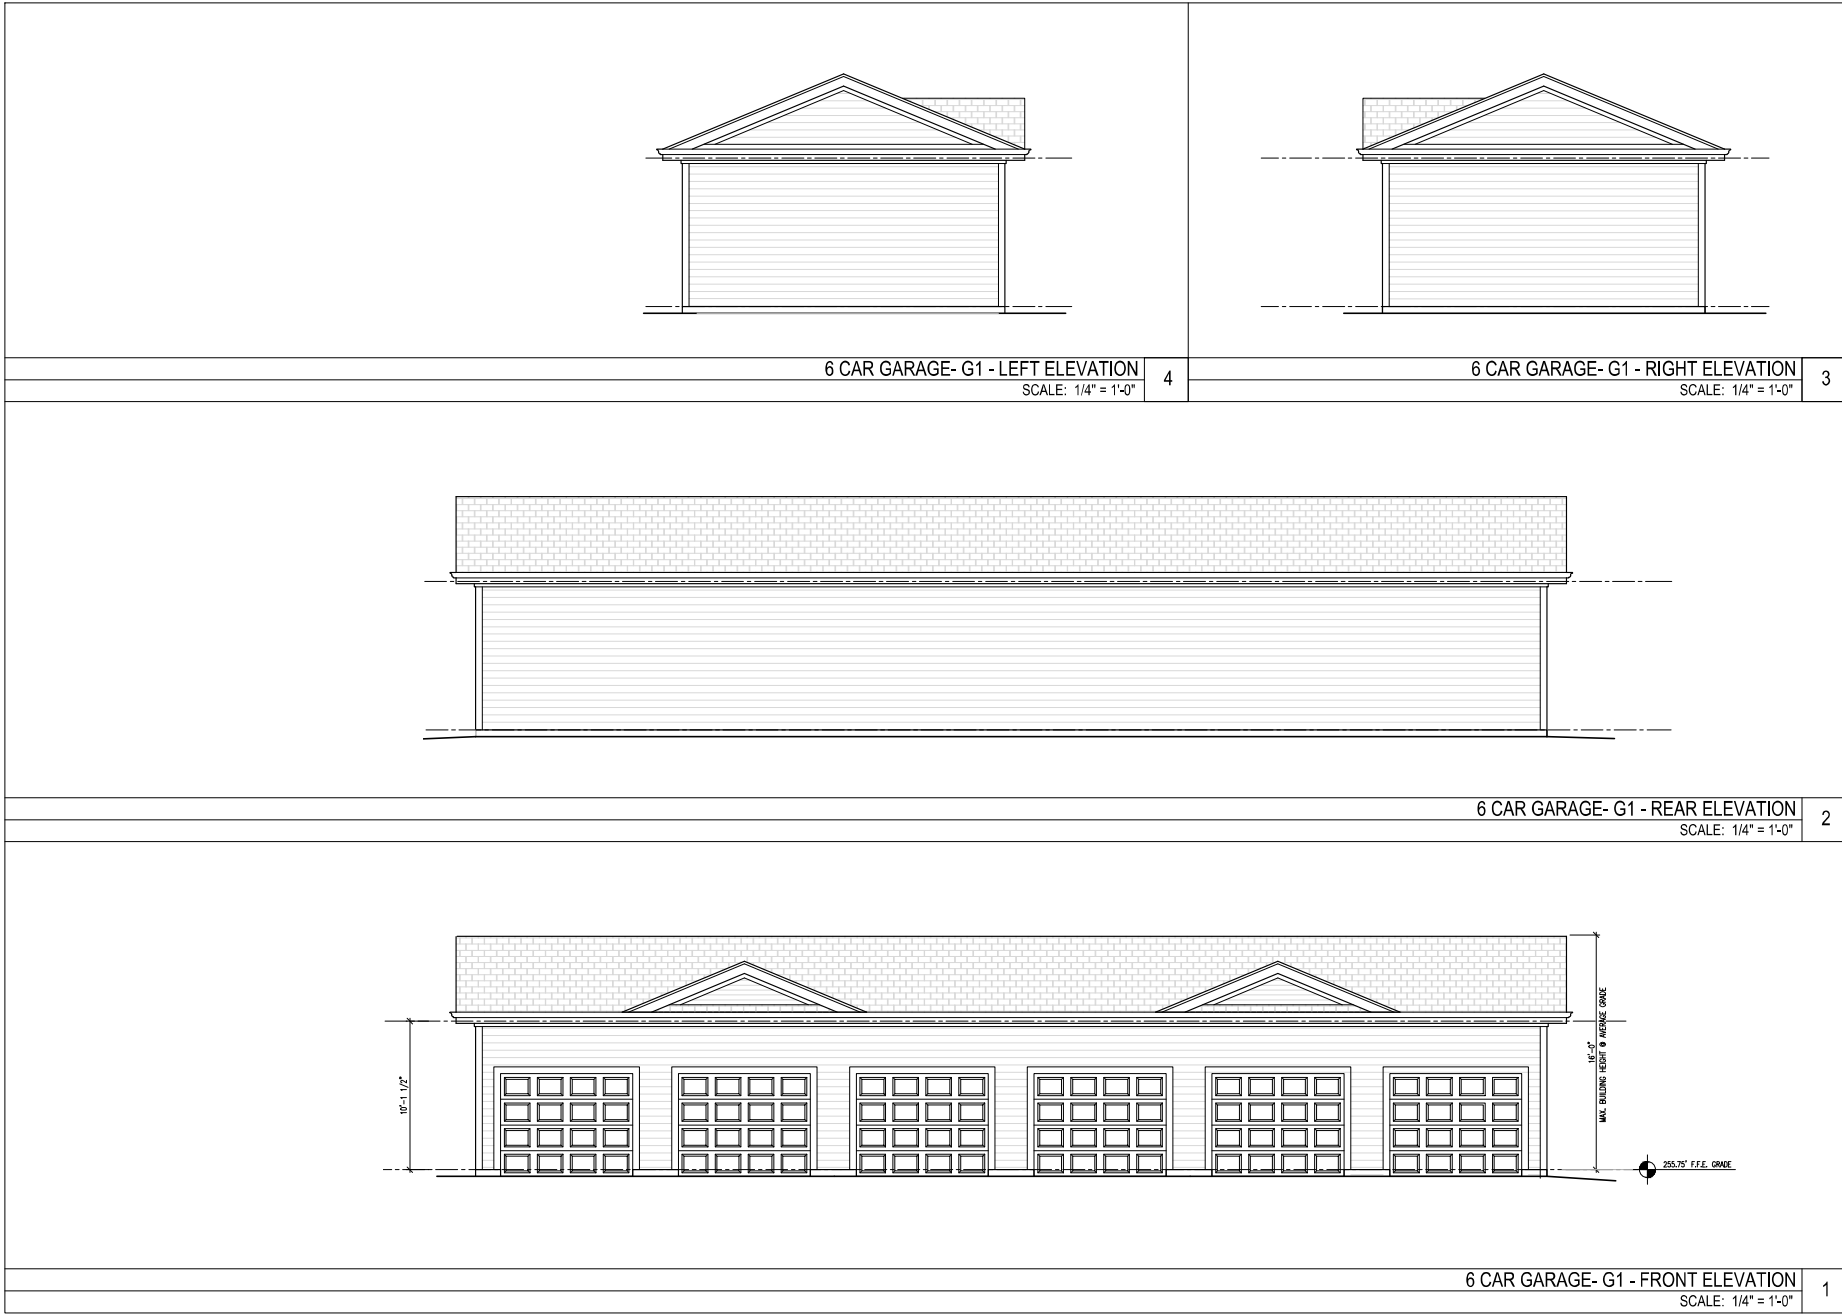 6 CAR GARAGE- G1 - LEFT ELEVATION
SCALE: 1/4" = 1'-0"
4
6 CAR GARAGE- G1 - RIGHT ELEVATION
SCALE: 1/4" = 1'-0"
3
6 CAR GARAGE- G1 - REAR ELEVATION
SCALE: 1/4" = 1'-0"
2
10'-1 1/2"
16'-0"
MAX. BUILDING HEIGHT @ AVERAGE GRADE
255.75' F.F.E. GRADE
6 CAR GARAGE- G1 - FRONT ELEVATION
SCALE: 1/4" = 1'-0"
1